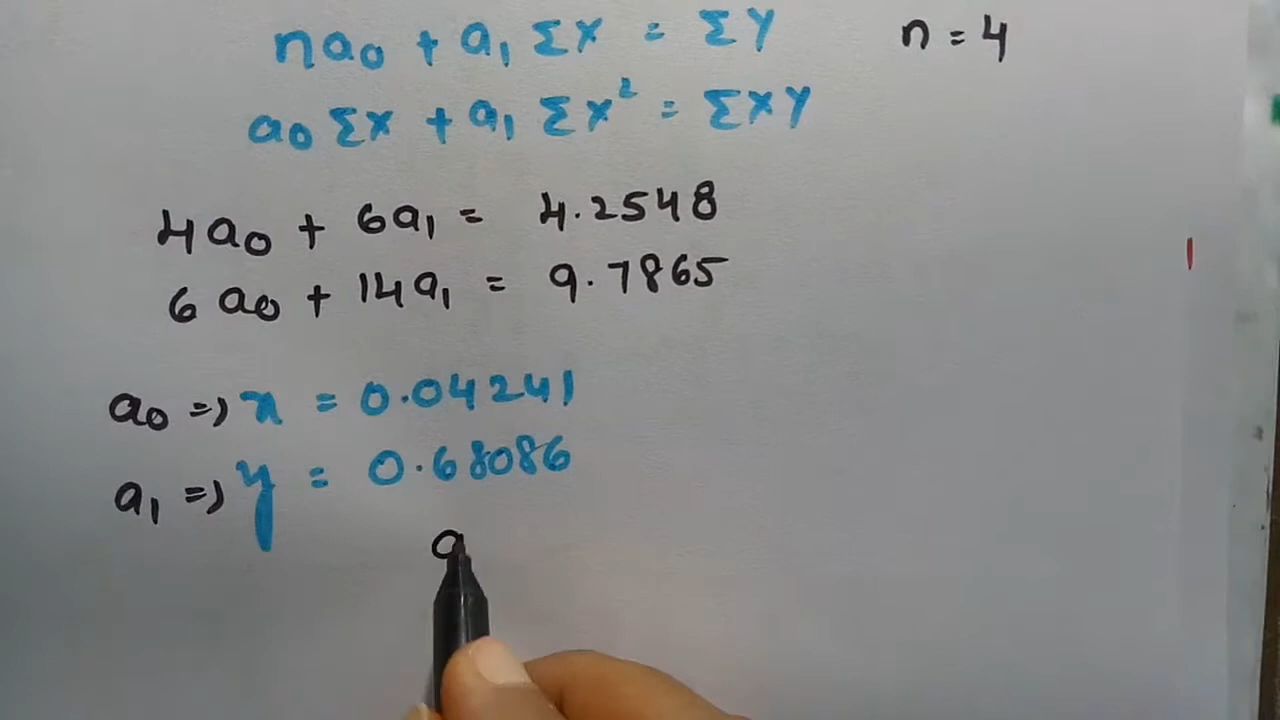 na₀ + a₁ Σx = Σy n = 4
a₀ Σx + a₁ Σx² = Σxy
4a₀ + 6a₁ = 4.2548
6a₀ + 14a₁ = 9.7865
a₀ ⇒ x = 0.04241
a₁ ⇒ y = 0.68086
a